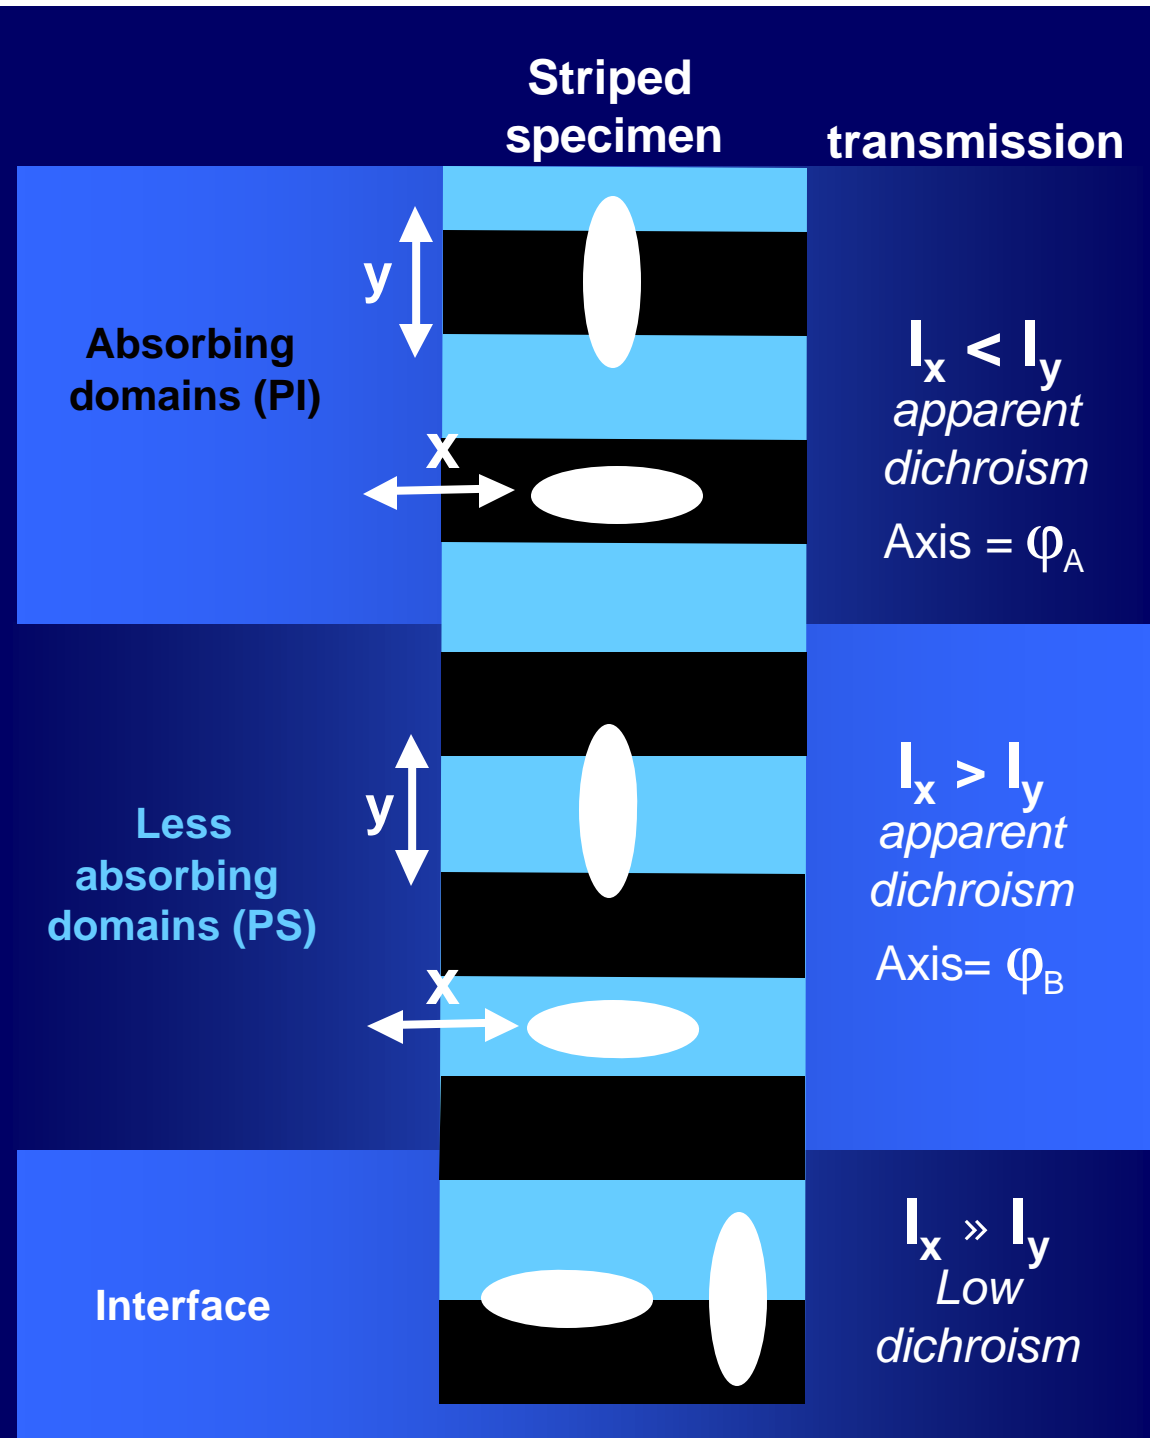 Striped
specimen
transmission
y
Absorbing
domains (PI)
x
Ix < Iy
apparent
dichroism
Axis = φA
y
Less
absorbing
domains (PS)
x
Ix > Iy
apparent
dichroism
Axis= φB
Interface
Ix » Iy
Low
dichroism